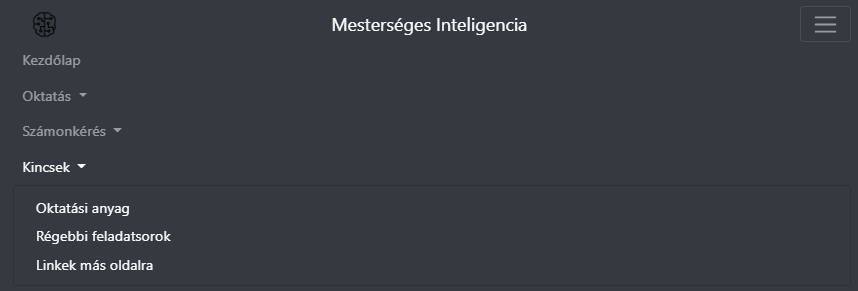 Mesterséges Inteligencia
Kezdőlap
Oktatás
Számonkérés
Kincsek
Oktatási anyag
Régebbi feladatsorok
Linkek más oldalra